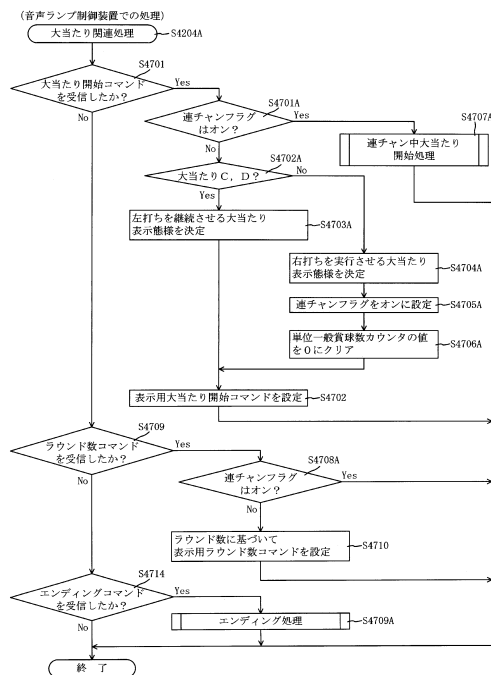 (音声ランプ制御装置での処理)
大当たり関連処理
S4204A
S4701
大当たり開始コマンド
を受信したか?
Yes
No
S4701A
連チャンフラグ
はオン?
Yes
No
S4707A
連チャン中大当たり
開始処理
S4702A
大当たりC,D?
No
Yes
S4703A
左打ちを継続させる大当たり
表示態様を決定
右打ちを実行させる大当たり
表示態様を決定
S4704A
連チャンフラグをオンに設定
S4705A
単位一般賞球数カウンタの値
を0にクリア
S4706A
表示用大当たり開始コマンドを設定
S4702
S4709
ラウンド数コマンド
を受信したか?
Yes
No
S4708A
連チャンフラグ
はオン?
Yes
No
ラウンド数に基づいて
表示用ラウンド数コマンドを設定
S4710
S4714
エンディングコマンド
を受信したか?
Yes
No
エンディング処理
S4709A
終 了